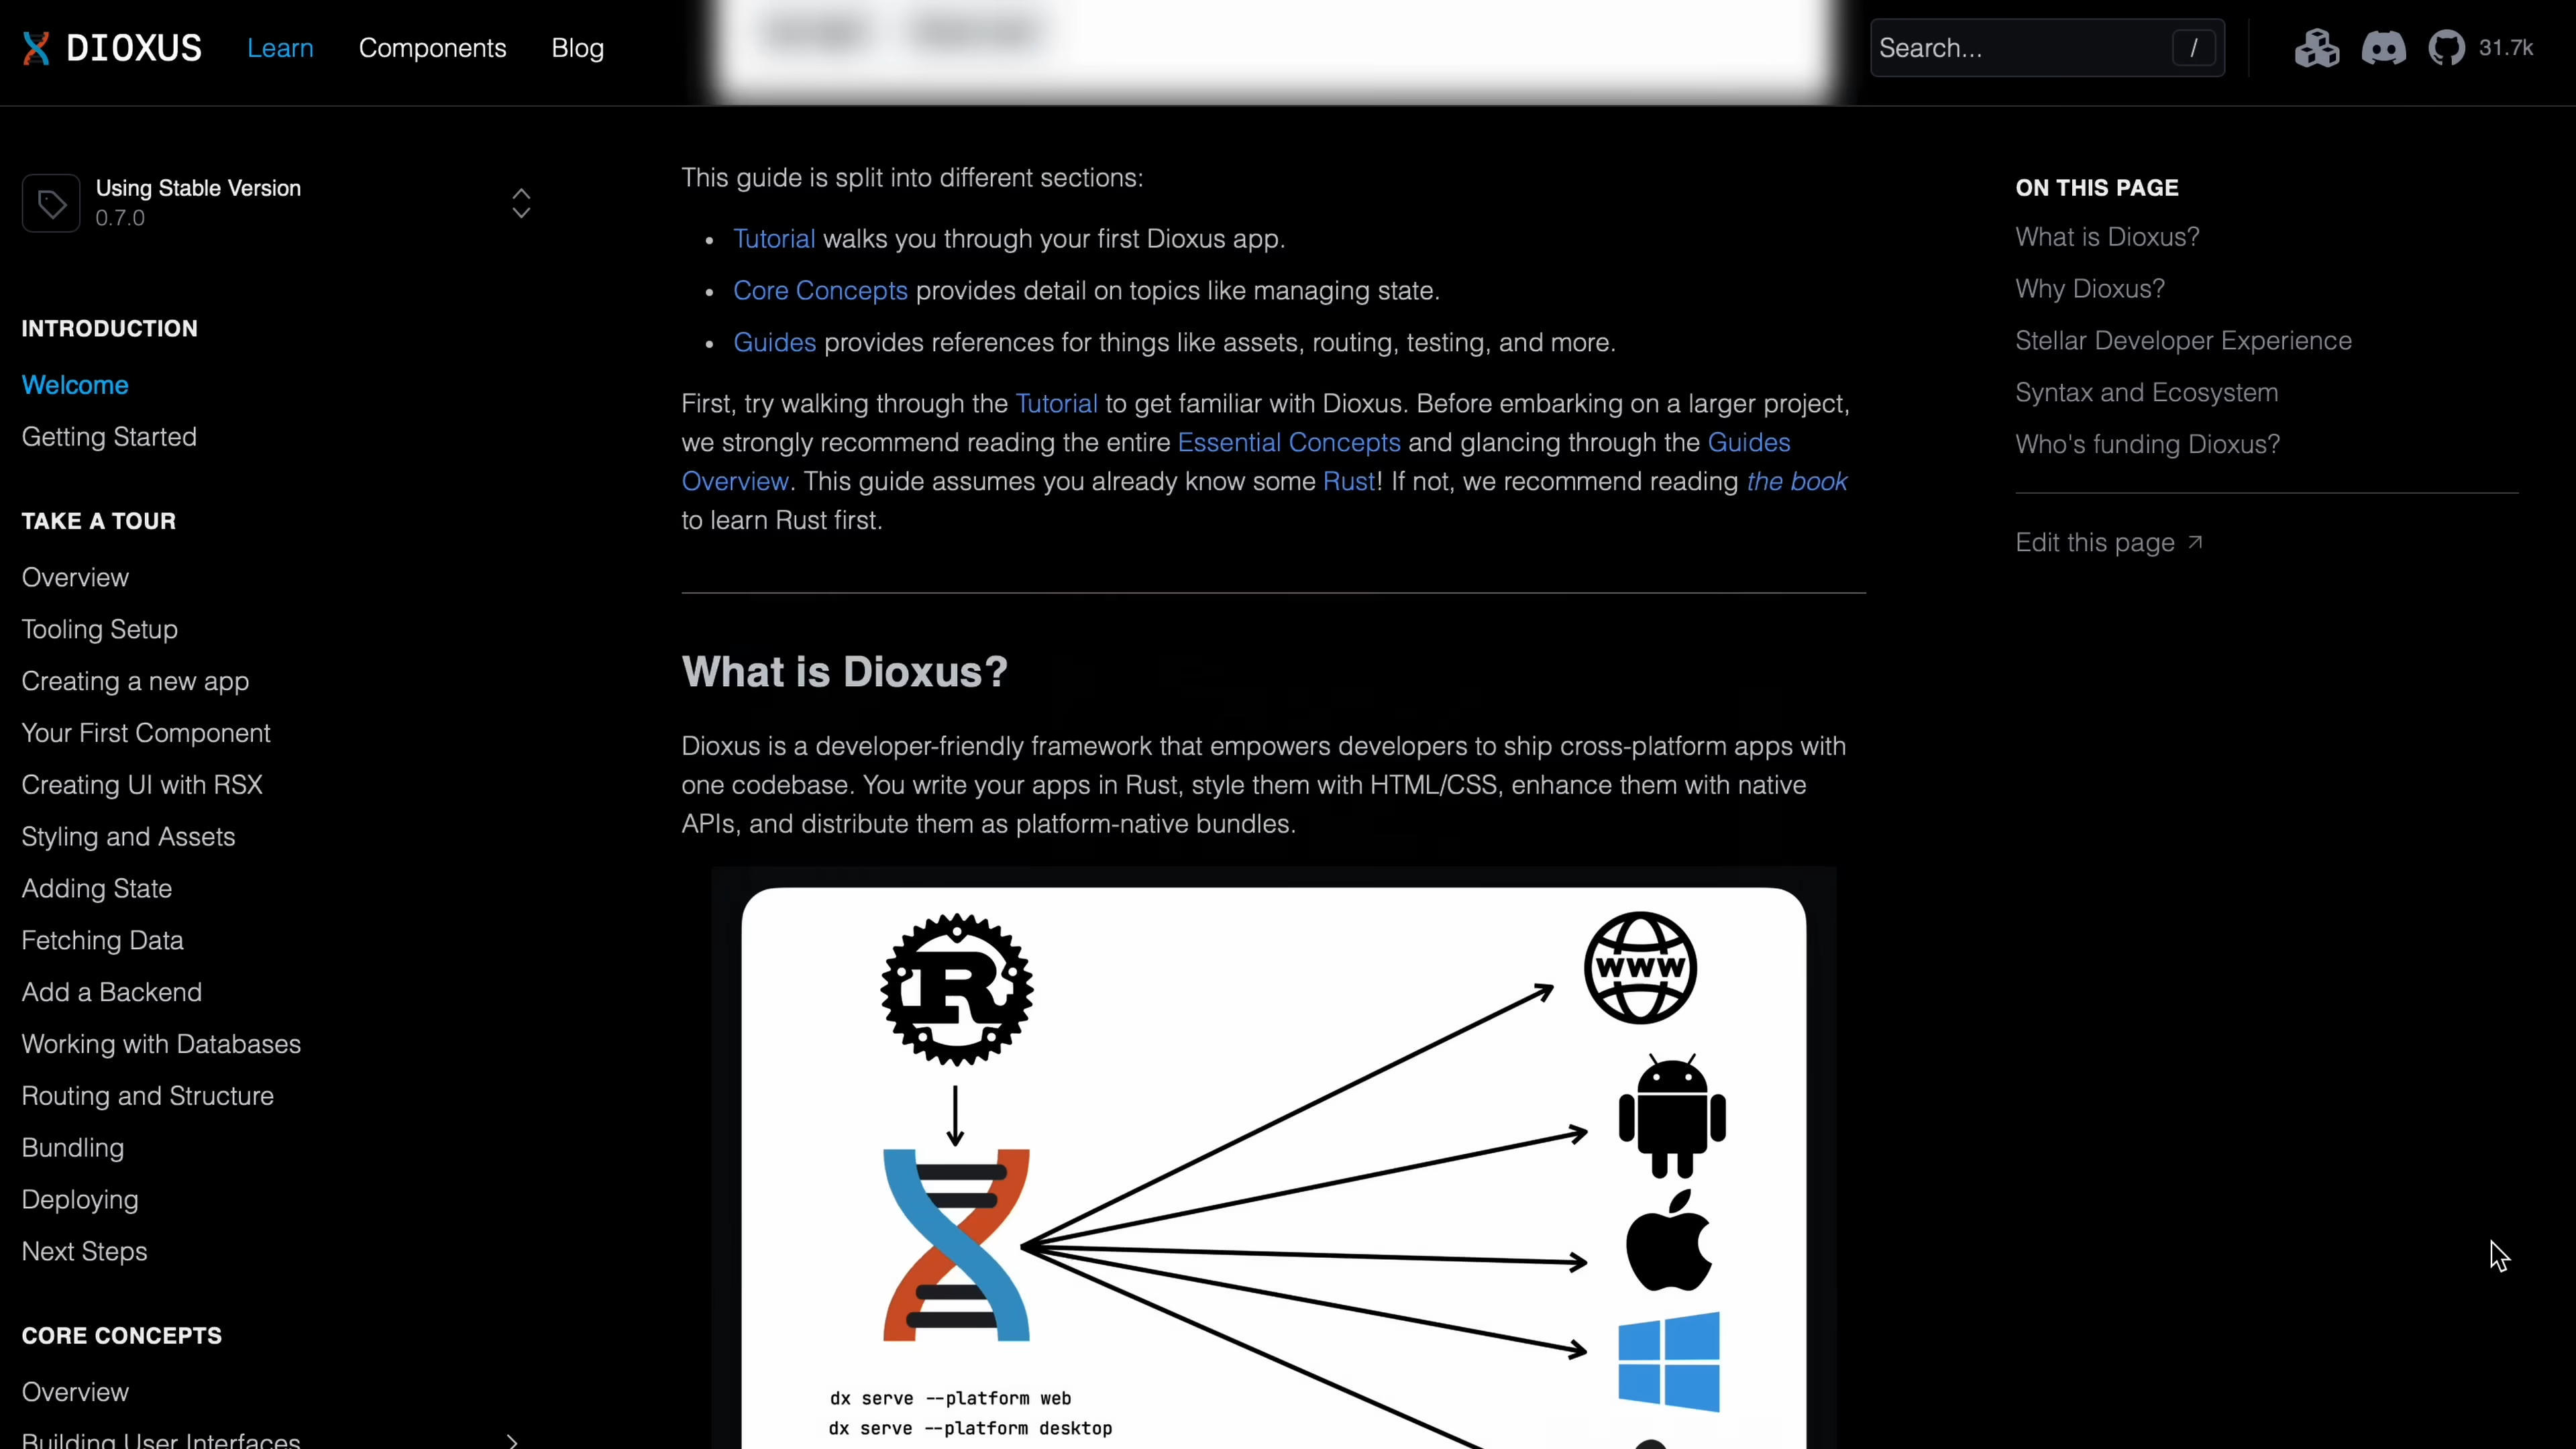 DIOXUS
Learn
Components
Blog
Search...
/
31.7k
Using Stable Version
0.7.0
INTRODUCTION
Welcome
Getting Started
TAKE A TOUR
Overview
Tooling Setup
Creating a new app
Your First Component
Creating UI with RSX
Styling and Assets
Adding State
Fetching Data
Add a Backend
Working with Databases
Routing and Structure
Bundling
Deploying
Next Steps
CORE CONCEPTS
Overview
Building User Interfaces
This guide is split into different sections:
• Tutorial walks you through your first Dioxus app.
• Core Concepts provides detail on topics like managing state.
• Guides provides references for things like assets, routing, testing, and more.
First, try walking through the Tutorial to get familiar with Dioxus. Before embarking on a larger project,
we strongly recommend reading the entire Essential Concepts and glancing through the Guides
Overview. This guide assumes you already know some Rust! If not, we recommend reading the book
to learn Rust first.
What is Dioxus?
Dioxus is a developer-friendly framework that empowers developers to ship cross-platform apps with
one codebase. You write your apps in Rust, style them with HTML/CSS, enhance them with native
APIs, and distribute them as platform-native bundles.
R
WWW
dx serve --platform web
dx serve --platform desktop
ON THIS PAGE
What is Dioxus?
Why Dioxus?
Stellar Developer Experience
Syntax and Ecosystem
Who's funding Dioxus?
Edit this page